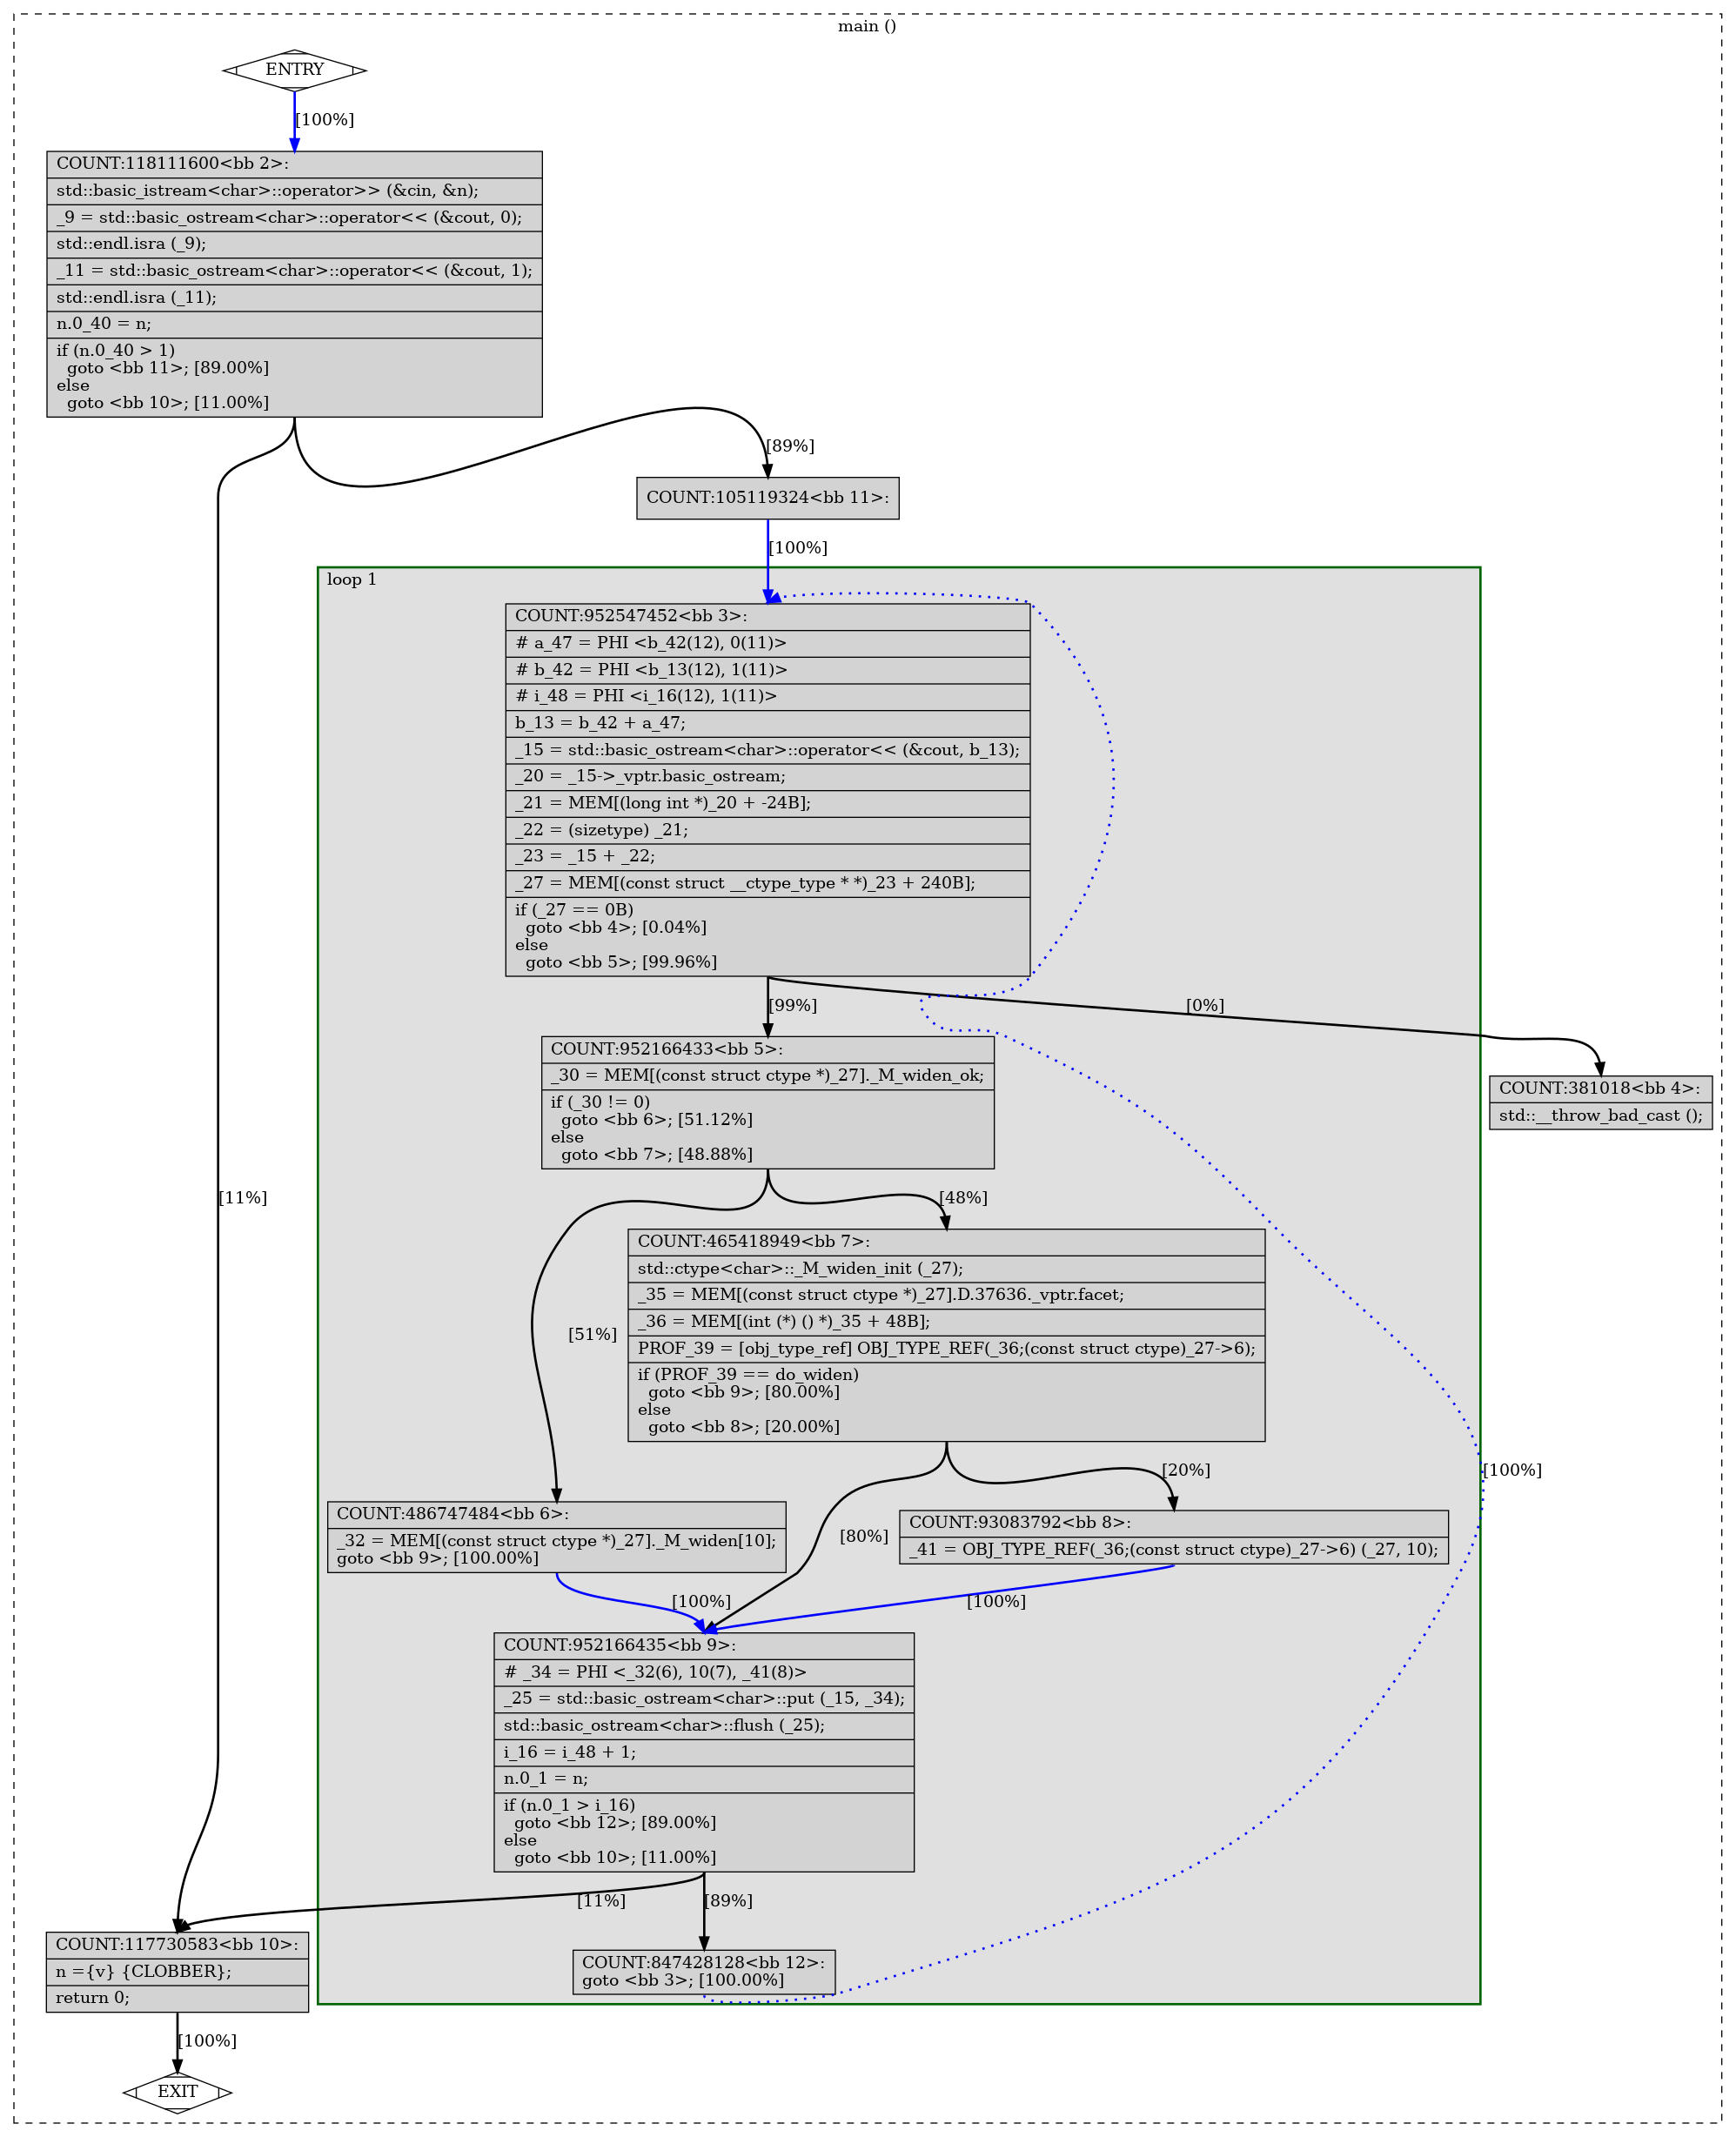 main ()
ENTRY
[100%]
COUNT:118111600<bb 2>:
std::basic_istream<char>::operator>> (&cin, &n);
_9 = std::basic_ostream<char>::operator<< (&cout, 0);
std::endl.isra (_9);
_11 = std::basic_ostream<char>::operator<< (&cout, 1);
std::endl.isra (_11);
n.0_40 = n;
if (n.0_40 > 1)
goto <bb 11>; [89.00%]
else
goto <bb 10>; [11.00%]
[89%]
COUNT:105119324<bb 11>:
[100%]
loop 1
COUNT:952547452<bb 3>:
# a_47 = PHI <b_42(12), 0(11)>
# b_42 = PHI <b_13(12), 1(11)>
# i_48 = PHI <i_16(12), 1(11)>
b_13 = b_42 + a_47;
_15 = std::basic_ostream<char>::operator<< (&cout, b_13);
_20 = _15->_vptr.basic_ostream;
_21 = MEM[(long int *)_20 + -24B];
_22 = (sizetype) _21;
_23 = _15 + _22;
_27 = MEM[(const struct __ctype_type * *)_23 + 240B];
if (_27 == 0B)
goto <bb 4>; [0.04%]
else
goto <bb 5>; [99.96%]
[99%]
[0%]
COUNT:952166433<bb 5>:
_30 = MEM[(const struct ctype *)_27]._M_widen_ok;
if (_30 != 0)
goto <bb 6>; [51.12%]
else
goto <bb 7>; [48.88%]
COUNT:381018<bb 4>:
std::__throw_bad_cast ();
[11%]
[48%]
COUNT:465418949<bb 7>:
std::ctype<char>::_M_widen_init (_27);
_35 = MEM[(const struct ctype *)_27].D.37636._vptr.facet;
_36 = MEM[(int (*) () *)_35 + 48B];
PROF_39 = [obj_type_ref] OBJ_TYPE_REF(_36;(const struct ctype)_27->6);
if (PROF_39 == do_widen)
goto <bb 9>; [80.00%]
else
goto <bb 8>; [20.00%]
[51%]
[20%]
[100%]
COUNT:486747484<bb 6>:
_32 = MEM[(const struct ctype *)_27]._M_widen[10];
goto <bb 9>; [100.00%]
[80%]
COUNT:93083792<bb 8>:
_41 = OBJ_TYPE_REF(_36;(const struct ctype)_27->6) (_27, 10);
[100%]
[100%]
COUNT:952166435<bb 9>:
# _34 = PHI <_32(6), 10(7), _41(8)>
_25 = std::basic_ostream<char>::put (_15, _34);
std::basic_ostream<char>::flush (_25);
i_16 = i_48 + 1;
n.0_1 = n;
if (n.0_1 > i_16)
goto <bb 12>; [89.00%]
else
goto <bb 10>; [11.00%]
[11%]
[89%]
COUNT:117730583<bb 10>:
n ={v} {CLOBBER};
return 0;
COUNT:847428128<bb 12>:
goto <bb 3>; [100.00%]
[100%]
EXIT